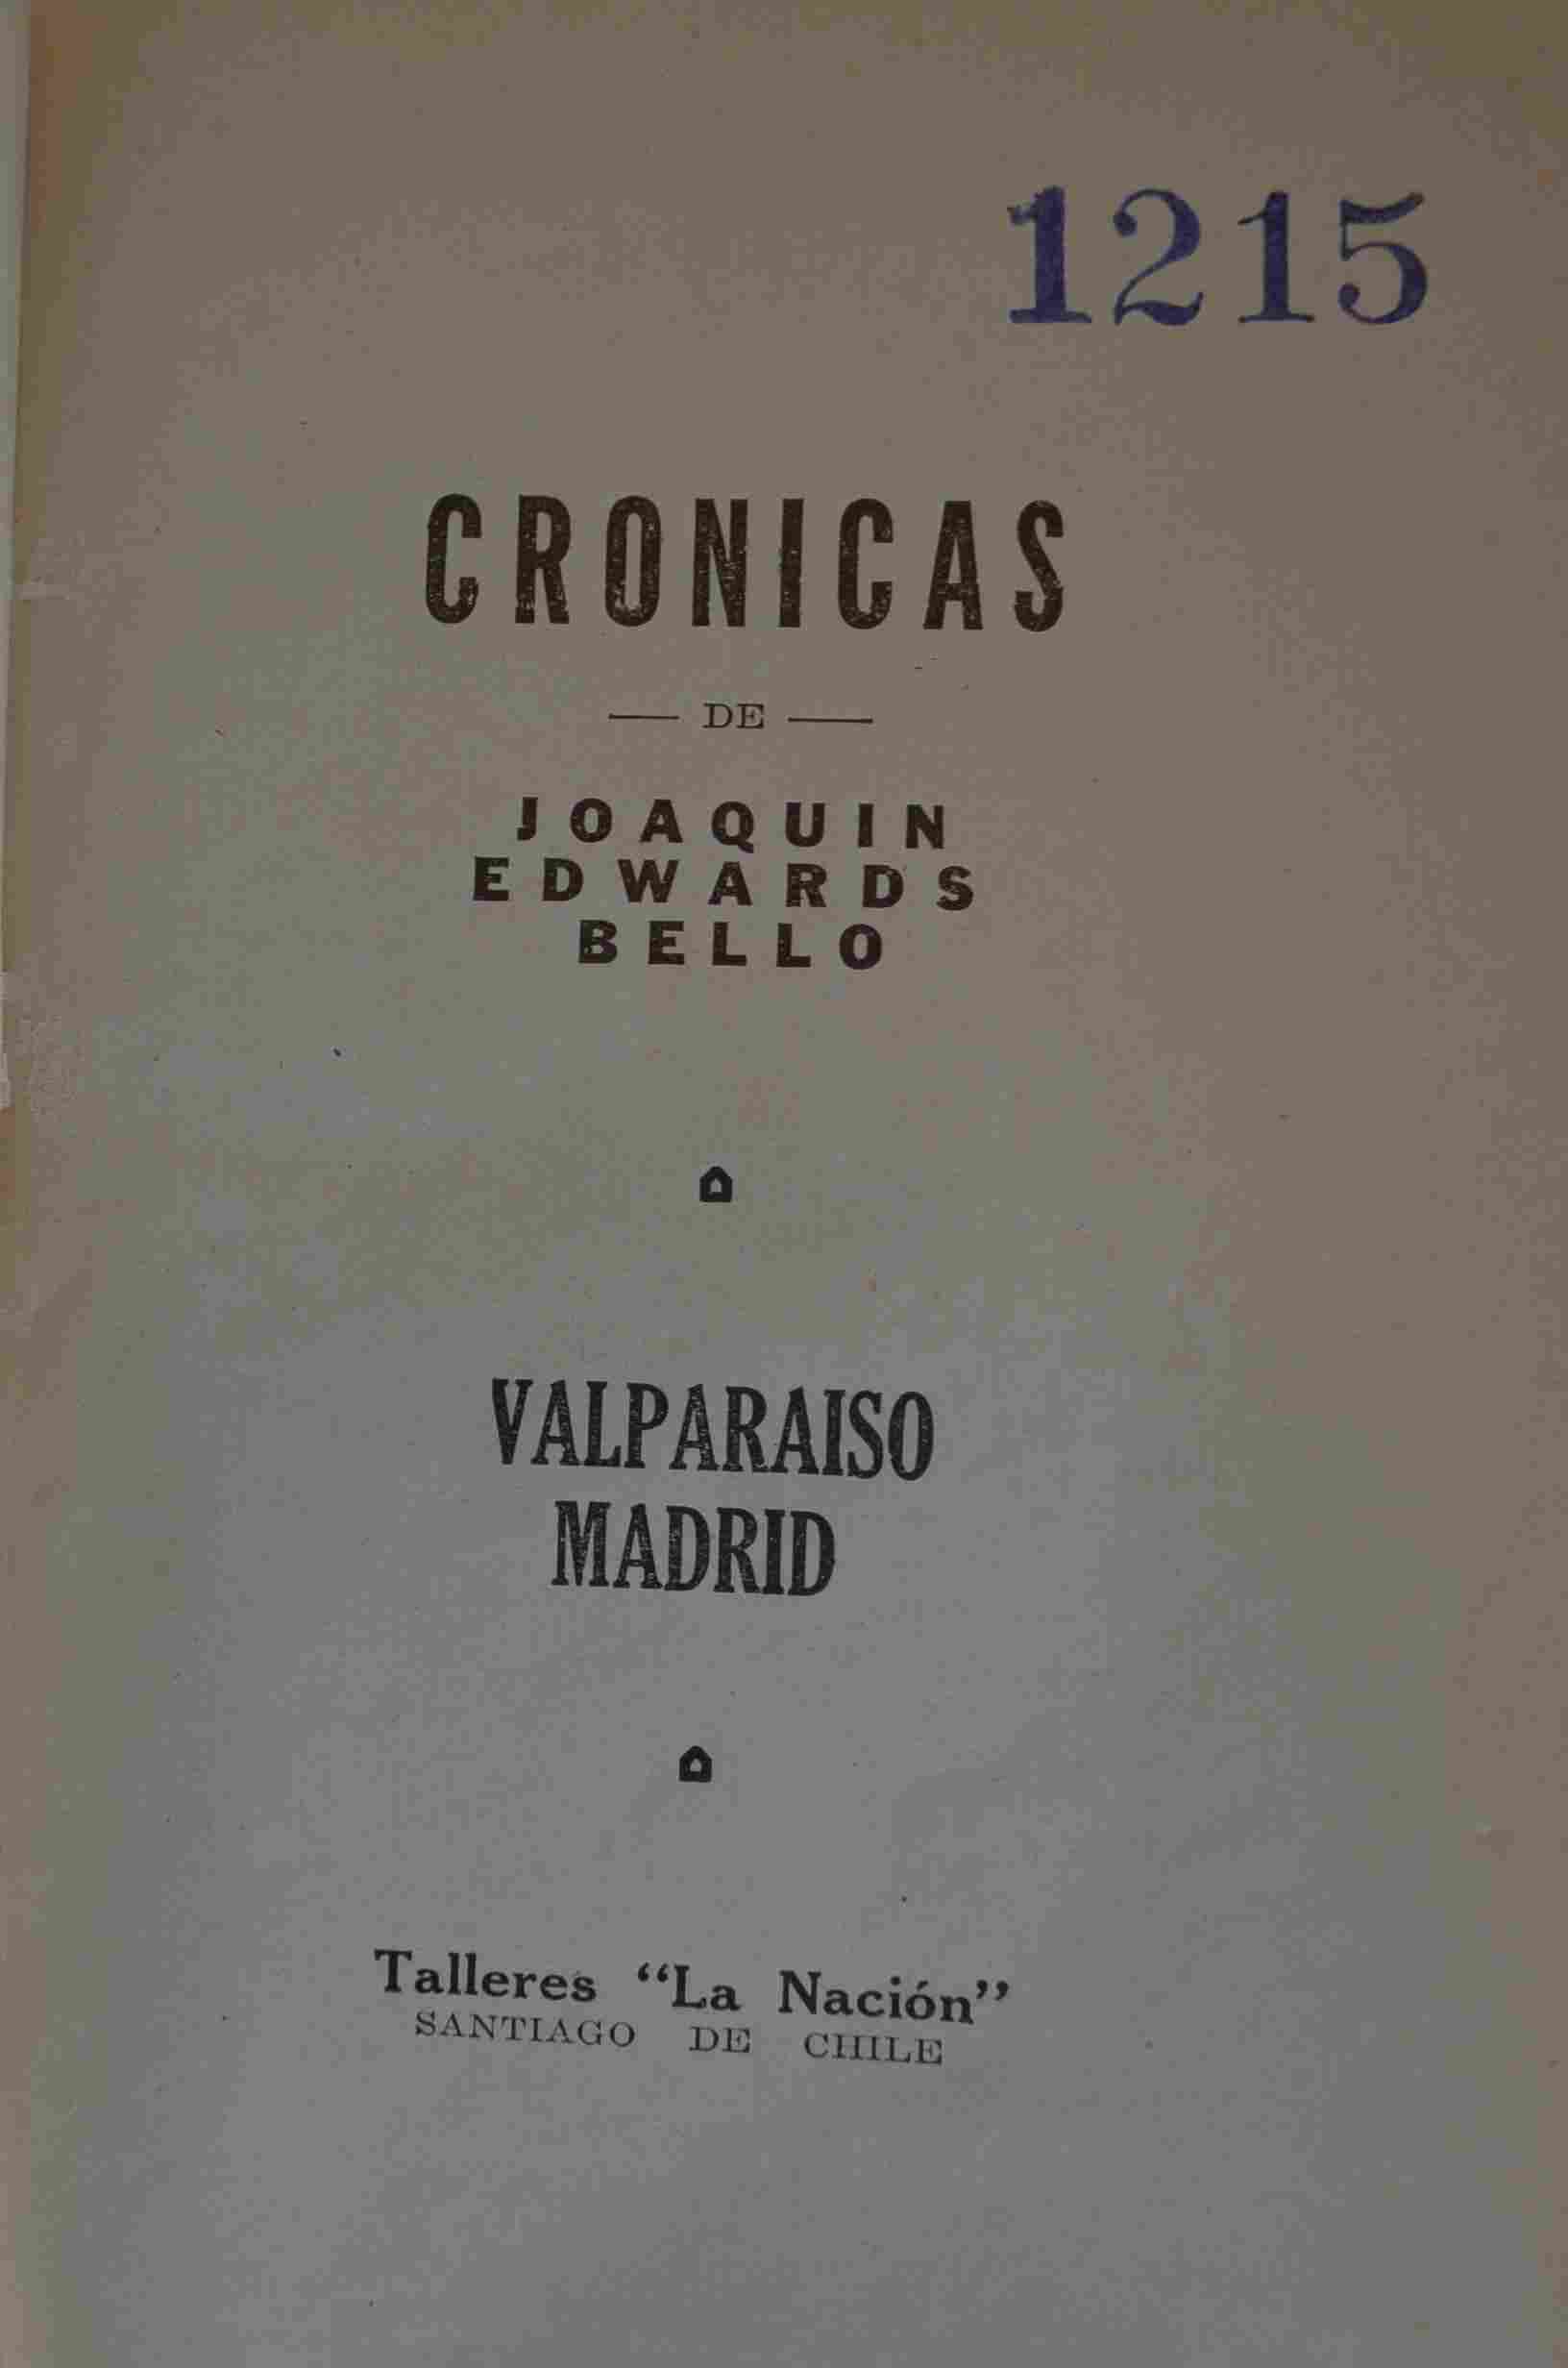 1215
CRONICAS
— DE —
JOAQUIN
EDWARDS
BELLO
VALPARAISO
MADRID
Talleres “La Nación”
SANTIAGO DE CHILE